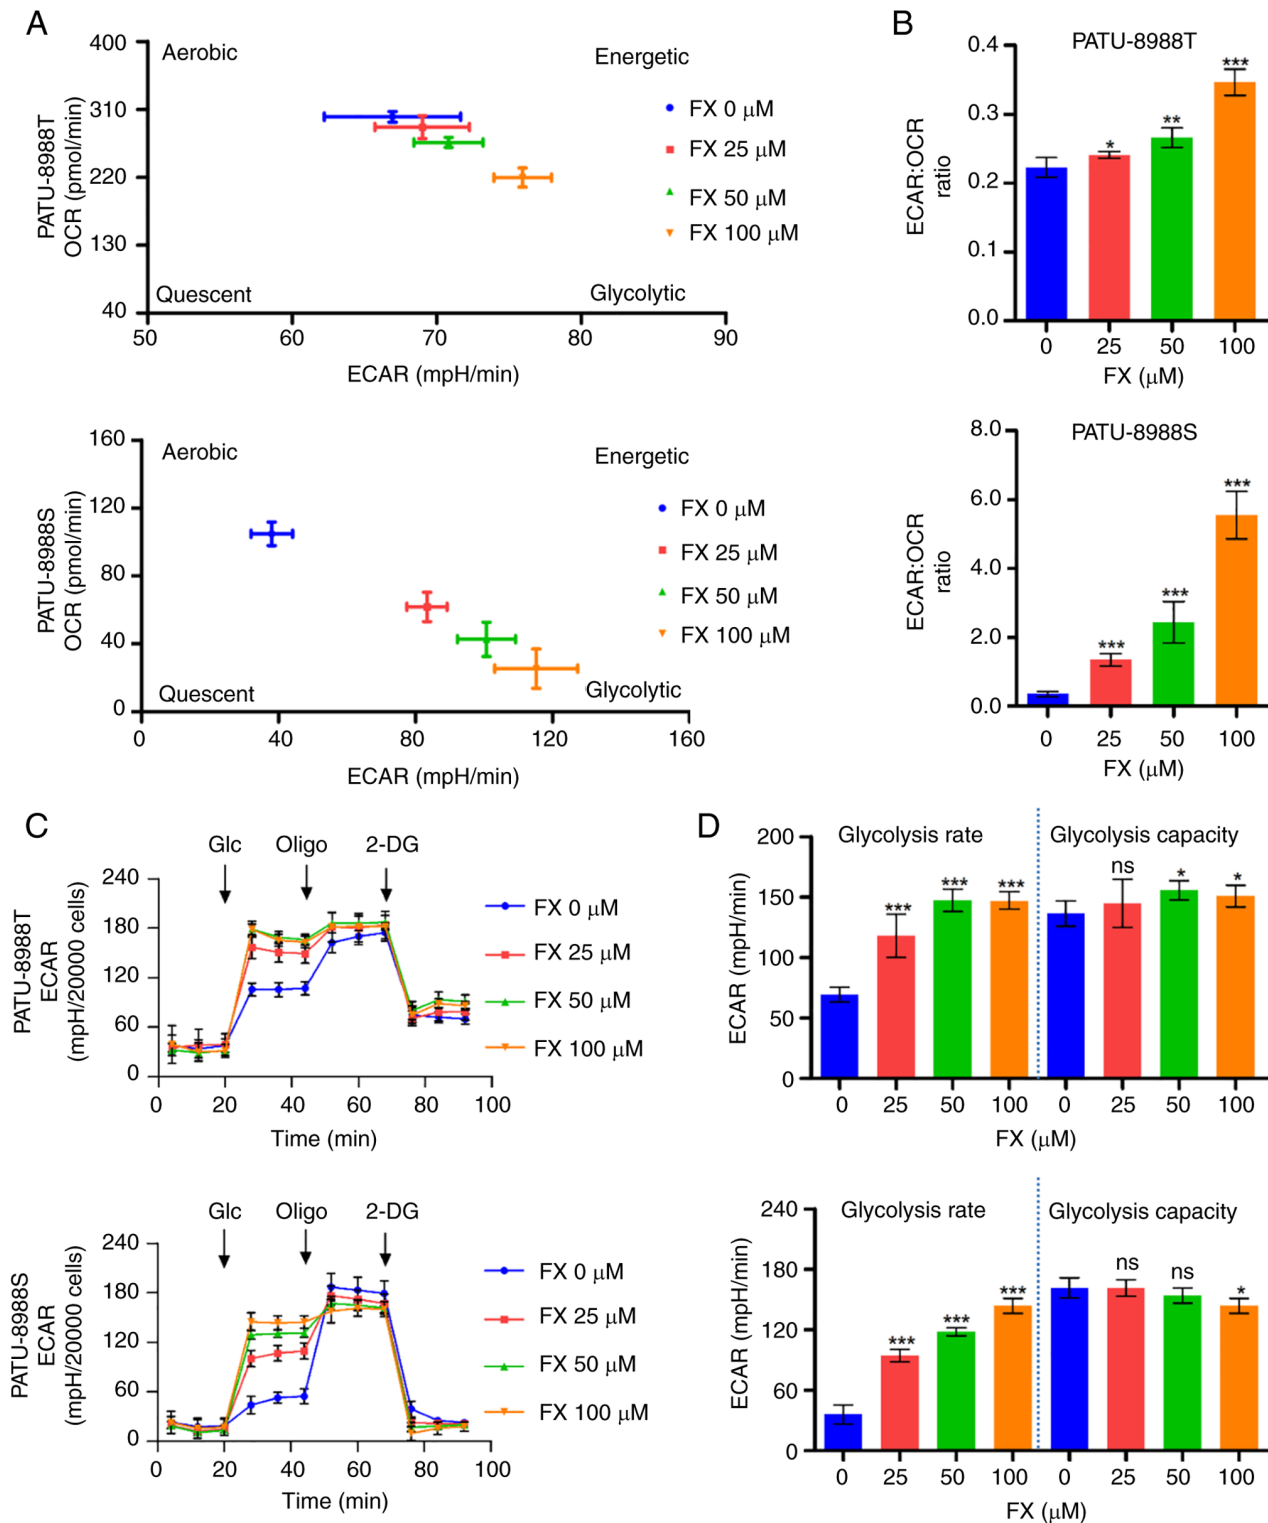 A
PATU-8988T
OCR (pmol/min)
400
310
220
130
40
Aerobic
Energetic
Quescent
Glycolytic
FX 0 μM
FX 25 μM
FX 50 μM
FX 100 μM
50
60
70
80
90
ECAR (mpH/min)
PATU-8988S
OCR (pmol/min)
160
120
80
40
0
Aerobic
Energetic
Quescent
Glycolytic
FX 0 μM
FX 25 μM
FX 50 μM
FX 100 μM
0
40
80
120
160
ECAR (mpH/min)
B
PATU-8988T
ECAR:OCR
ratio
0.4
0.3
0.2
0.1
0.0
*
**
***
0
25
50
100
FX (μM)
PATU-8988S
ECAR:OCR
ratio
8.0
6.0
4.0
2.0
0.0
***
***
***
0
25
50
100
FX (μM)
C
Glc
Oligo
2-DG
PATU-8988T
ECAR
(mpH/20000 cells)
240
180
120
60
0
FX 0 μM
FX 25 μM
FX 50 μM
FX 100 μM
0
20
40
60
80
100
Time (min)
Glc
Oligo
2-DG
PATU-8988S
ECAR
(mpH/20000 cells)
240
180
120
60
0
FX 0 μM
FX 25 μM
FX 50 μM
FX 100 μM
0
20
40
60
80
100
Time (min)
D
Glycolysis rate
Glycolysis capacity
ECAR (mpH/min)
200
150
100
50
0
***
***
***
ns
*
*
0
25
50
100
0
25
50
100
FX (μM)
Glycolysis rate
Glycolysis capacity
ECAR (mpH/min)
240
180
120
60
0
***
***
***
ns
ns
*
0
25
50
100
0
25
50
100
FX (μM)